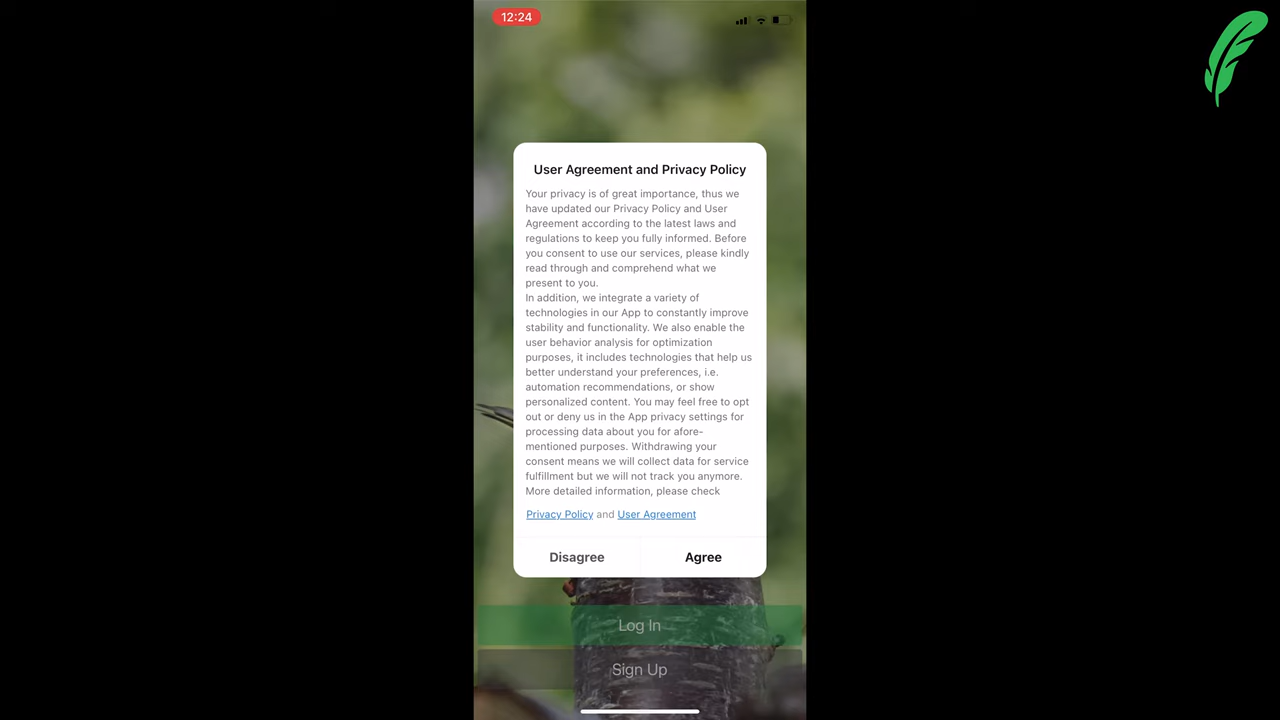 12:24
User Agreement and Privacy Policy
Your privacy is of great importance, thus we
have updated our Privacy Policy and User
Agreement according to the latest laws and
regulations to keep you fully informed. Before
you consent to use our services, please kindly
read through and comprehend what we
present to you.
In addition, we integrate a variety of
technologies in our App to constantly improve
stability and functionality. We also enable the
user behavior analysis for optimization
purposes, it includes technologies that help us
better understand your preferences, i.e.
automation recommendations, or show
personalized content. You may feel free to opt
out or deny us in the App privacy settings for
processing data about you for afore-
mentioned purposes. Withdrawing your
consent means we will collect data for service
fulfillment but we will not track you anymore.
More detailed information, please check
Privacy Policy and User Agreement
Disagree Agree
Log In
Sign Up